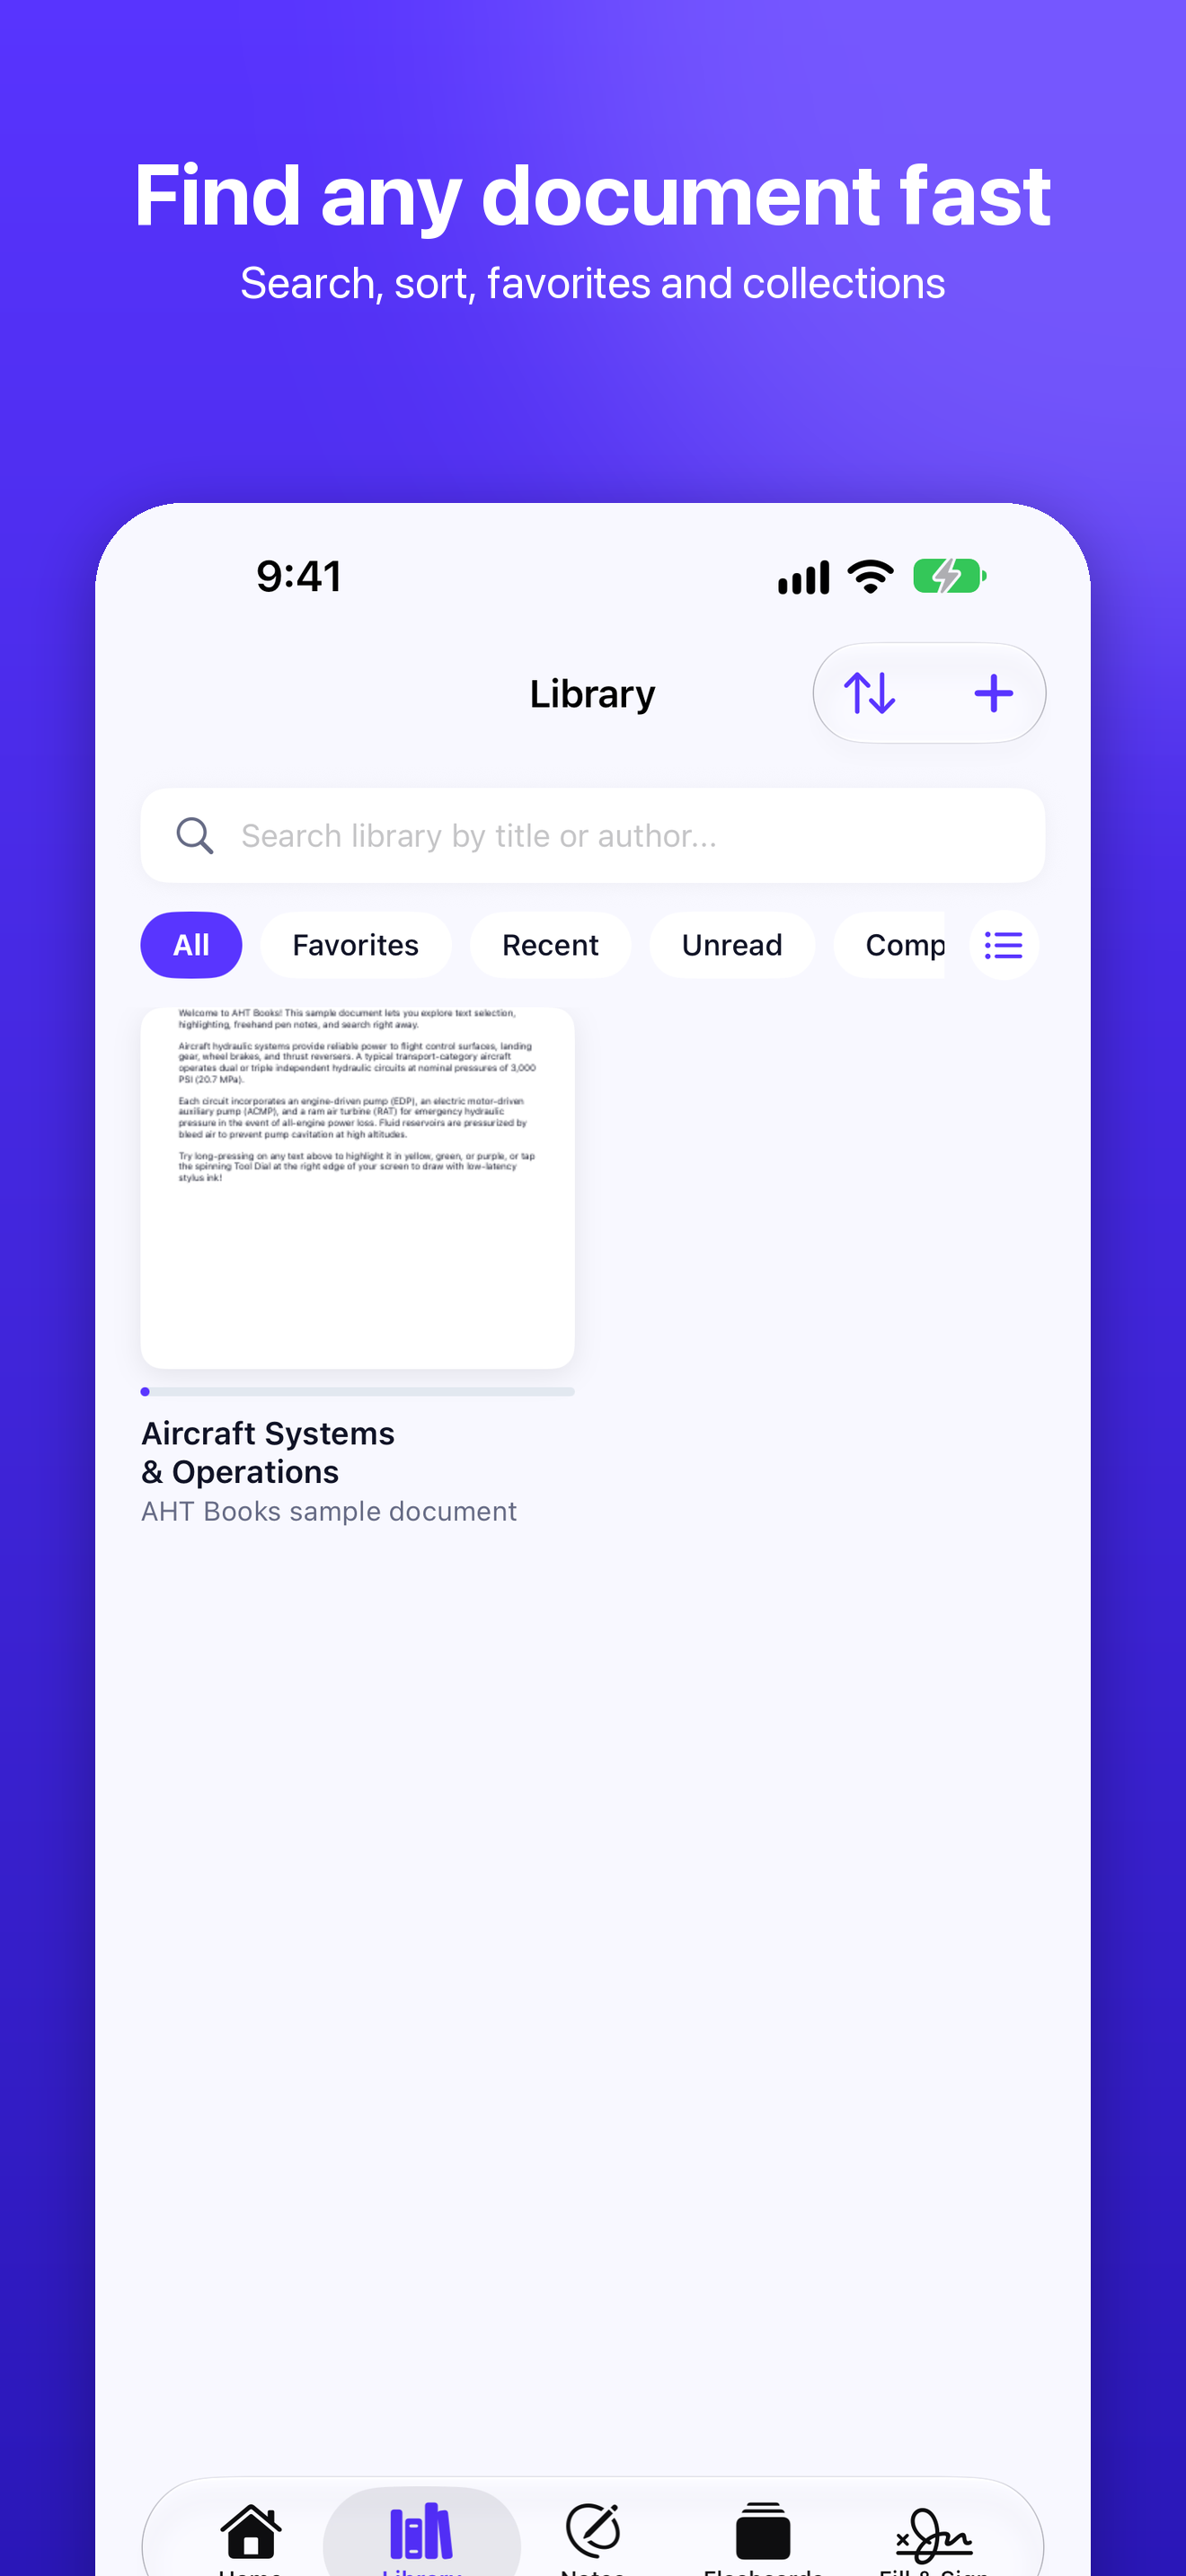 Find any document fast
Search, sort, favorites and collections
9:41
Library
Search library by title or author...
All
Favorites
Recent
Unread
Comp
Welcome to AHT Books! This sample document lets you explore text selection,
highlighting, freehand pen notes, and search right away.
Aircraft hydraulic systems provide reliable power to flight control surfaces, landing
gear, wheel brakes, and thrust reversers. A typical transport-category aircraft
operates dual or triple independent hydraulic circuits at nominal pressures of 3,000
PSI (20.7 MPa).
Each circuit incorporates an engine-driven pump (EDP), an electric motor-driven
auxiliary pump (ACMP), and a ram air turbine (RAT) for emergency hydraulic
pressure in the event of all-engine power loss. Fluid reservoirs are pressurized by
bleed air to prevent pump cavitation at high altitudes.
Try long-pressing on any text above to highlight it in yellow, green, or purple, or tap
the spinning Tool Dial at the right edge of your screen to draw with low-latency
stylus ink!
Aircraft Systems
& Operations
AHT Books sample document
Home
Library
Notes
Flashcards
Fill & Sign